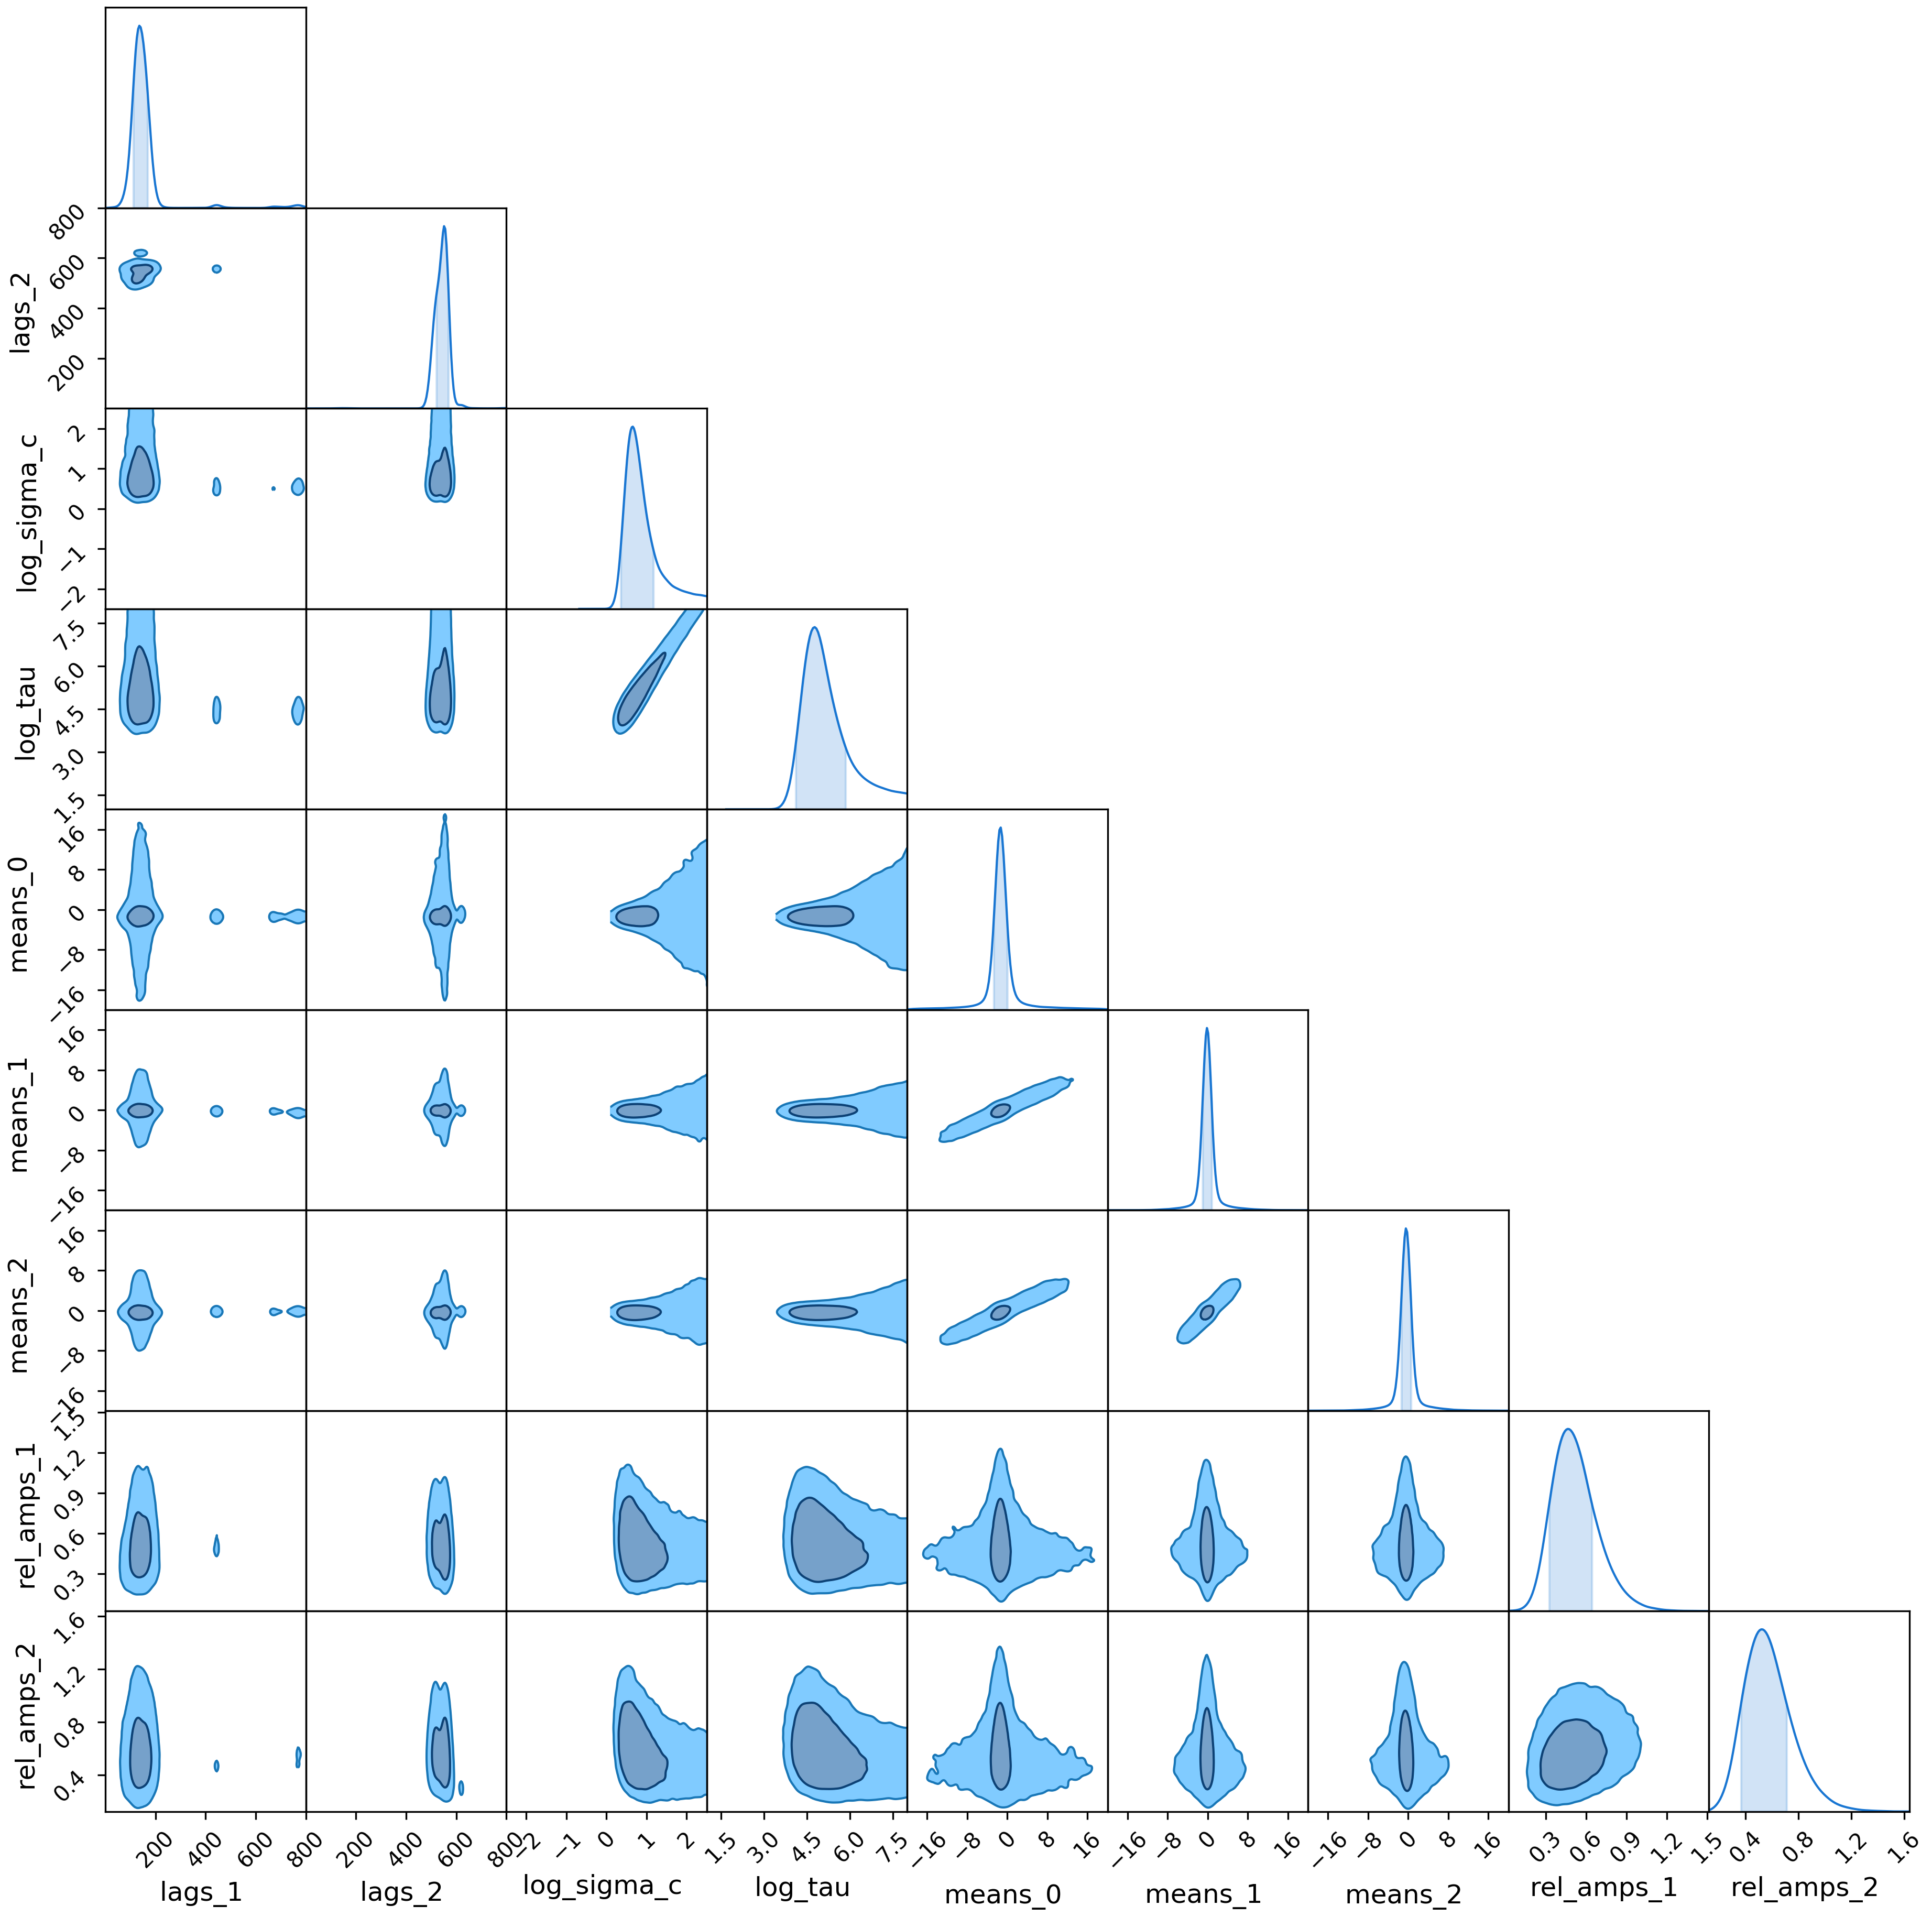 800
600
400
200
lags_2
2
1
0
−1
−2
log_sigma_c
7.5
6.0
4.5
3.0
1.5
log_tau
16
8
0
−8
−16
means_0
16
8
0
−8
−16
means_1
16
8
0
−8
−16
means_2
1.5
1.2
0.9
0.6
0.3
rel_amps_1
1.6
1.2
0.8
0.4
rel_amps_2
200 400 600 800
200 400 600 800
−2 −1 0 1 2
1.5 3.0 4.5 6.0 7.5
−16 −8 0 8 16
−16 −8 0 8 16
−16 −8 0 8 16
0.3 0.6 0.9 1.2 1.5
0.4 0.8 1.2 1.6
lags_1 lags_2 log_sigma_c log_tau means_0 means_1 means_2 rel_amps_1 rel_amps_2